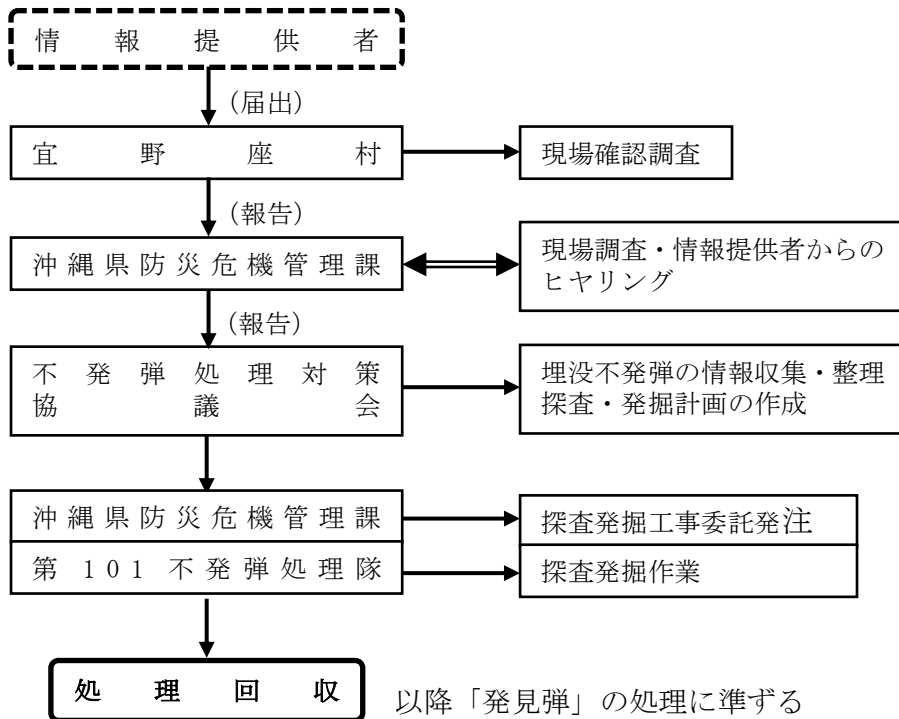 情報提供者
(届出)
宜野座村
現場確認調査
(報告)
沖縄県防災危機管理課
現場調査・情報提供者からの
ヒヤリング
(報告)
不発弾処理対策
協議会
埋没不発弾の情報収集・整理
探査・発掘計画の作成
沖縄県防災危機管理課
探査発掘工事委託発注
第101不発弾処理隊
探査発掘作業
処理回収
以降「発見弾」の処理に準ずる